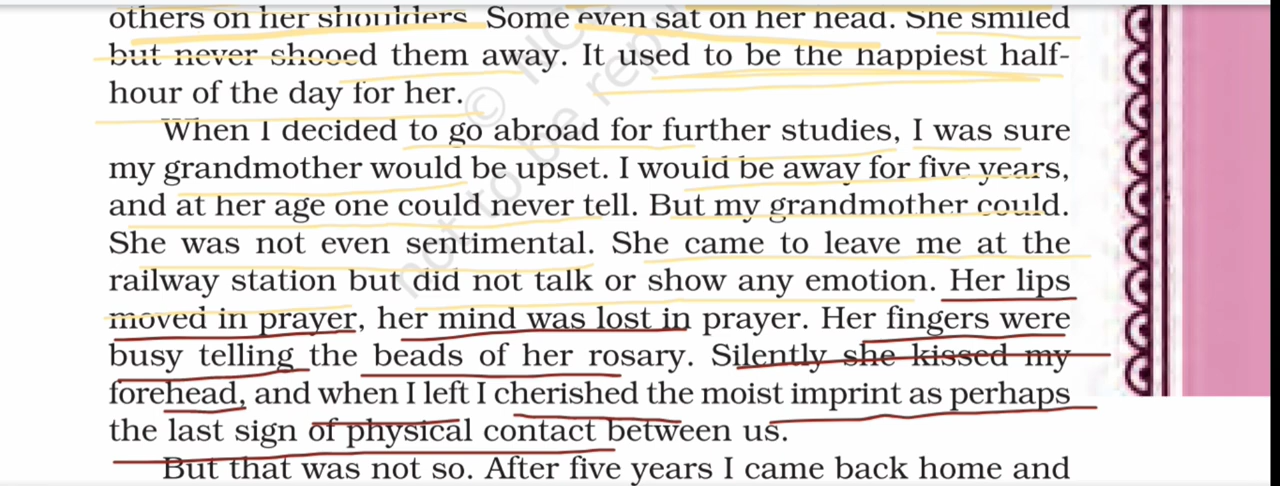 others on her shoulders. Some even sat on her head. She smiled
but never shooed them away. It used to be the happiest half-
hour of the day for her.
When I decided to go abroad for further studies, I was sure
my grandmother would be upset. I would be away for five years,
and at her age one could never tell. But my grandmother could.
She was not even sentimental. She came to leave me at the
railway station but did not talk or show any emotion. Her lips
moved in prayer, her mind was lost in prayer. Her fingers were
busy telling the beads of her rosary. Silently she kissed my
forehead, and when I left I cherished the moist imprint as perhaps
the last sign of physical contact between us.
But that was not so. After five years I came back home and
not to be rep